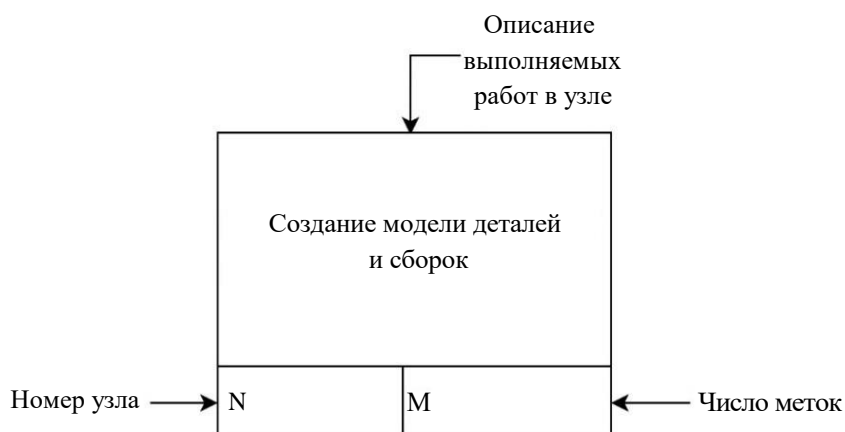 Описание
выполняемых
работ в узле
Создание модели деталей
и сборок
Номер узла
N
M
Число меток